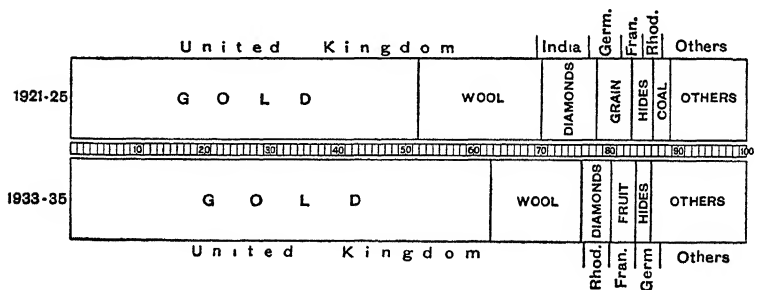 United Kingdom India Germ. Fran. Rhod. Others
1921-25 GOLD WOOL DIAMONDS GRAIN HIDES COAL OTHERS
10 20 30 40 50 60 70 80 90 100
1933-35 GOLD WOOL DIAMONDS FRUIT HIDES OTHERS
United Kingdom Rhod. Fran. Germ Others